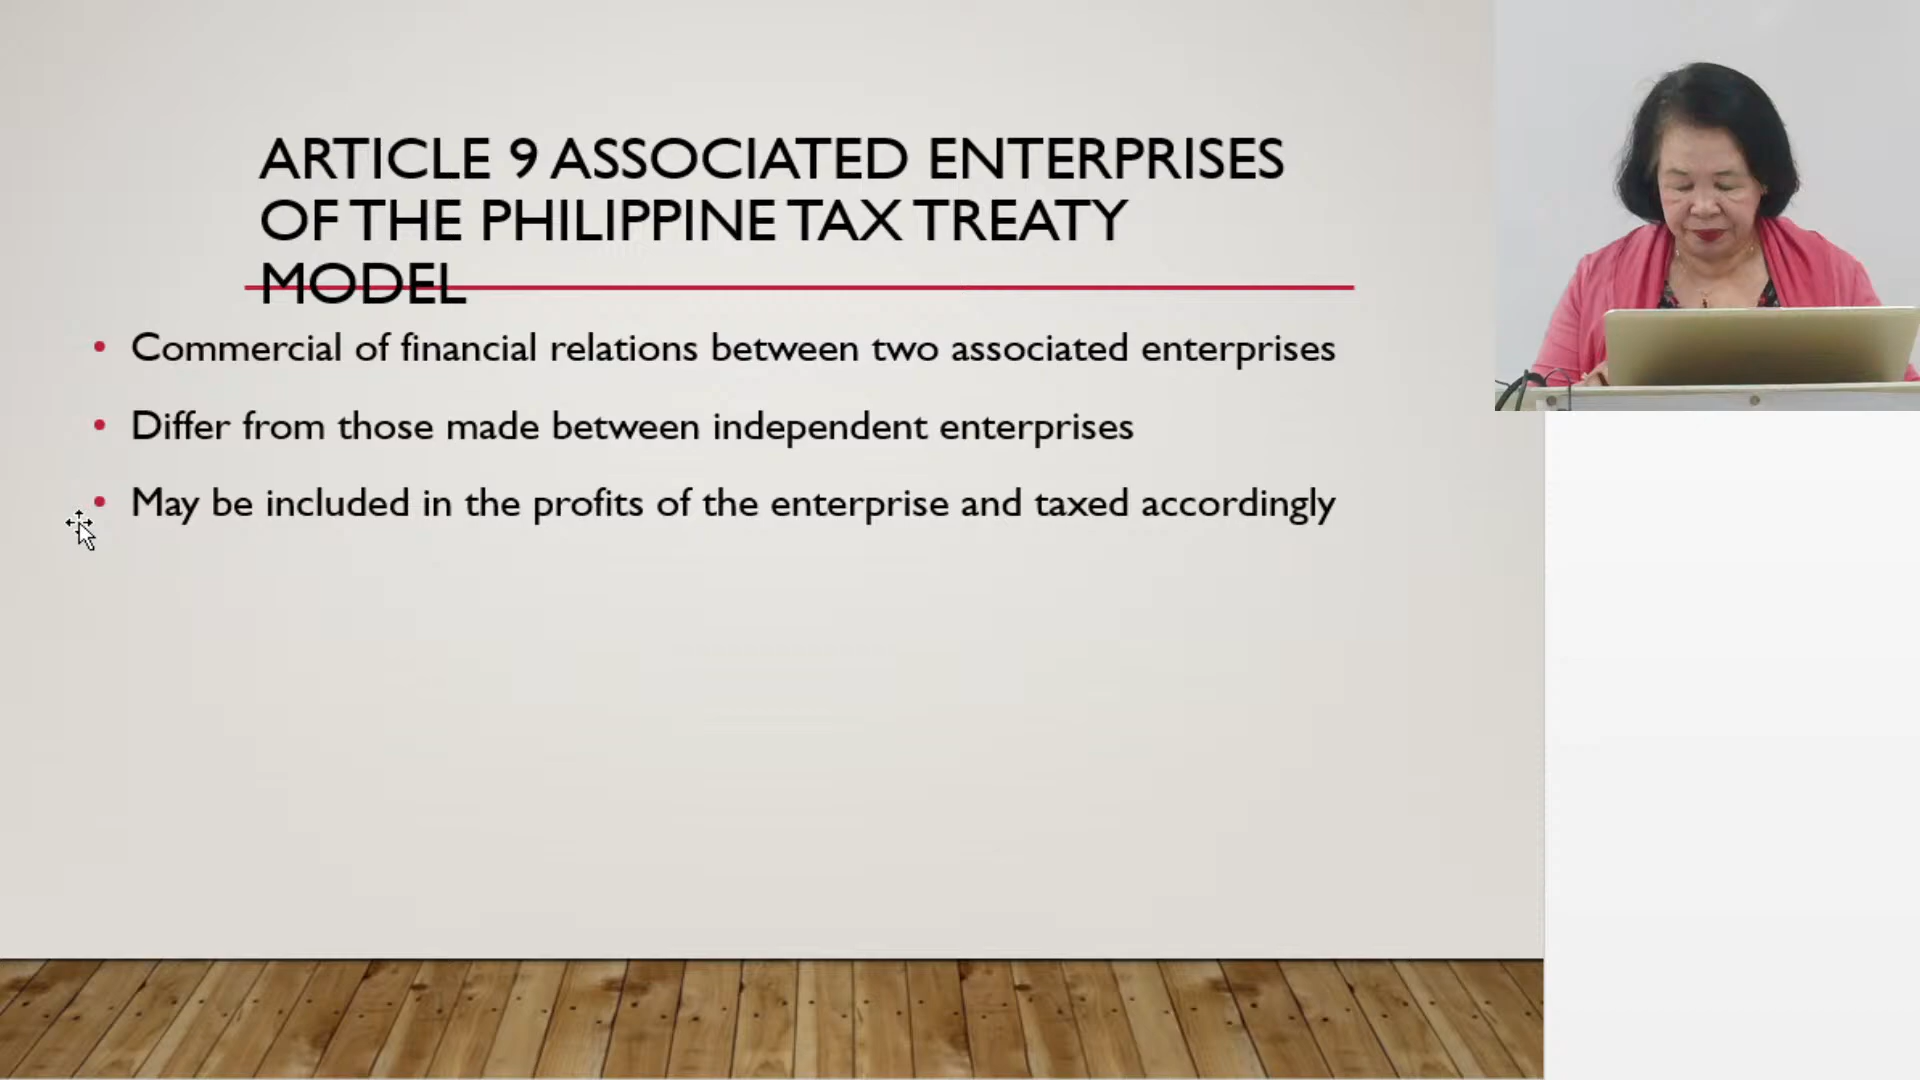 ARTICLE 9 ASSOCIATED ENTERPRISES
OF THE PHILIPPINE TAX TREATY
MODEL
• Commercial of financial relations between two associated enterprises
• Differ from those made between independent enterprises
• May be included in the profits of the enterprise and taxed accordingly